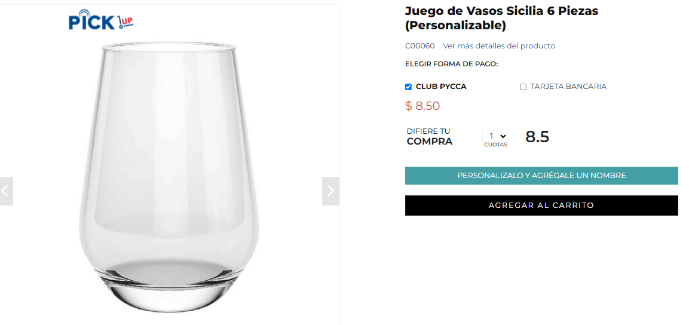 PICK UP
Juego de Vasos Sicilia 6 Piezas
(Personalizable)
C00060 Ver más detalles del producto
ELEGIR FORMA DE PAGO:
CLUB PYCCA TARJETA BANCARIA
$ 8.50
DIFIERE TU
COMPRA
1
CUOTAS
8.5
PERSONALIZALO Y AGRÉGALE UN NOMBRE
AGREGAR AL CARRITO